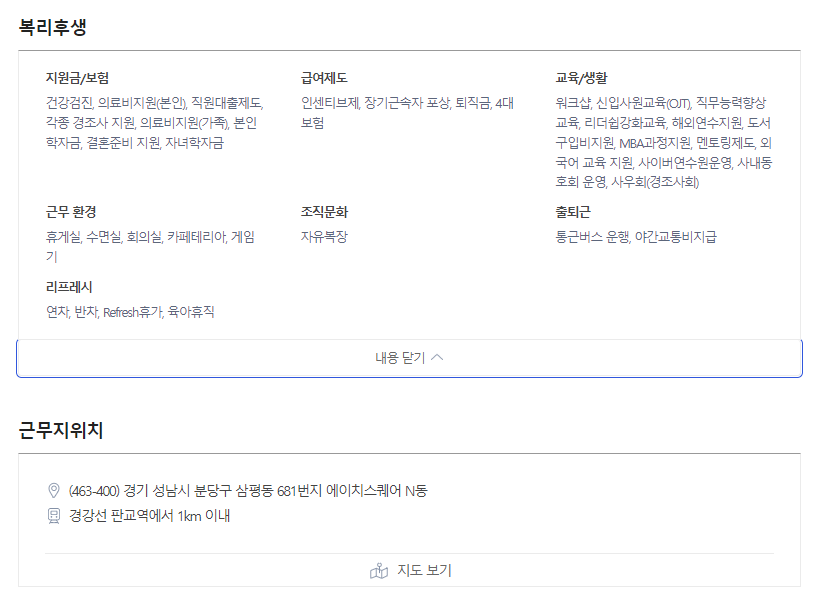 복리후생
지원금/보험
건강검진, 의료비지원(본인), 직원대출제도,
각종 경조사 지원, 의료비지원(가족), 본인
학자금, 결혼준비 지원, 자녀학자금
급여제도
인센티브제, 장기근속자 포상, 퇴직금, 4대
보험
교육/생활
워크샵, 신입사원교육(OJT), 직무능력향상
교육, 리더쉽강화교육, 해외연수지원, 도서
구입비지원, MBA과정지원, 멘토링제도, 외
국어 교육 지원, 사이버연수원운영, 사내동
호회 운영, 사우회(경조사회)
근무 환경
휴게실, 수면실, 회의실, 카페테리아, 게임
기
조직문화
자유복장
출퇴근
통근버스 운행, 야간교통비지급
리프레시
연차, 반차, Refresh휴가, 육아휴직
내용 닫기
근무지위치
(463-400) 경기 성남시 분당구 삼평동 681번지 에이치스퀘어 N동
경강선 판교역에서 1km 이내
지도 보기